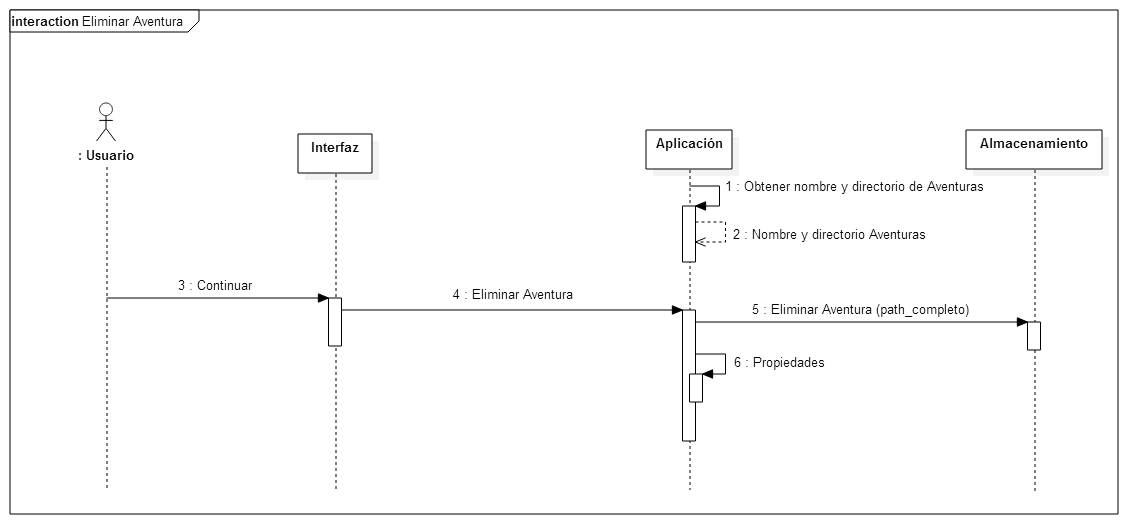 interaction Eliminar Aventura
: Usuario
Interfaz
Aplicación
Almacenamiento
1 : Obtener nombre y directorio de Aventuras
2 : Nombre y directorio Aventuras
3 : Continuar
4 : Eliminar Aventura
5 : Eliminar Aventura (path_completo)
6 : Propiedades